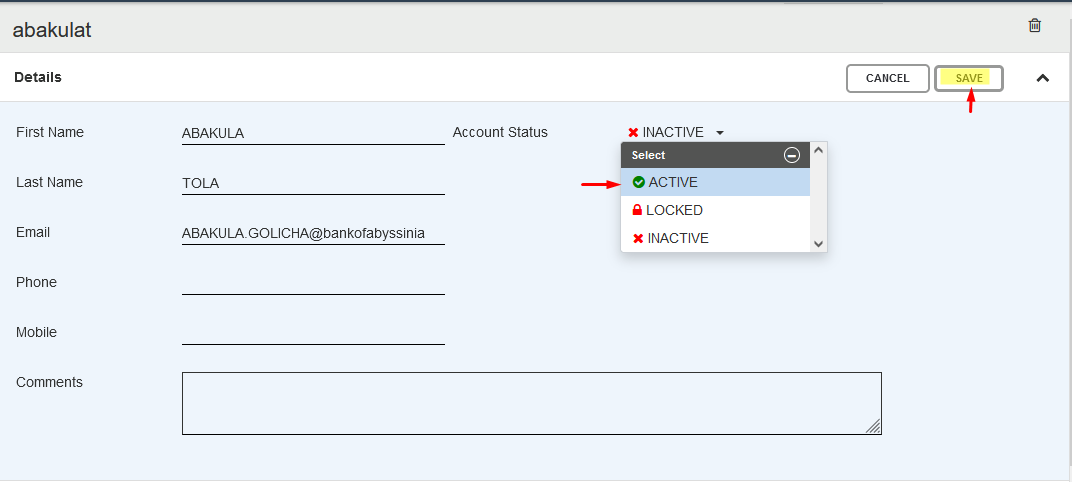 abakulat
Details
CANCEL
SAVE
First Name
ABAKULA
Account Status
INACTIVE
Select
Last Name
TOLA
ACTIVE
LOCKED
Email
ABAKULA.GOLICHA@bankofabyssinia
INACTIVE
Phone
Mobile
Comments